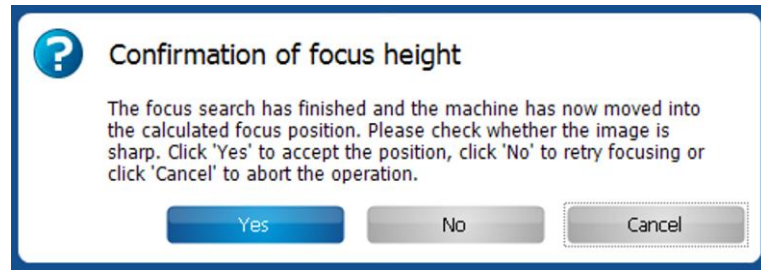 ?
Confirmation of focus height
The focus search has finished and the machine has now moved into
the calculated focus position. Please check whether the image is
sharp. Click 'Yes' to accept the position, click 'No' to retry focusing or
click 'Cancel' to abort the operation.
Yes No Cancel